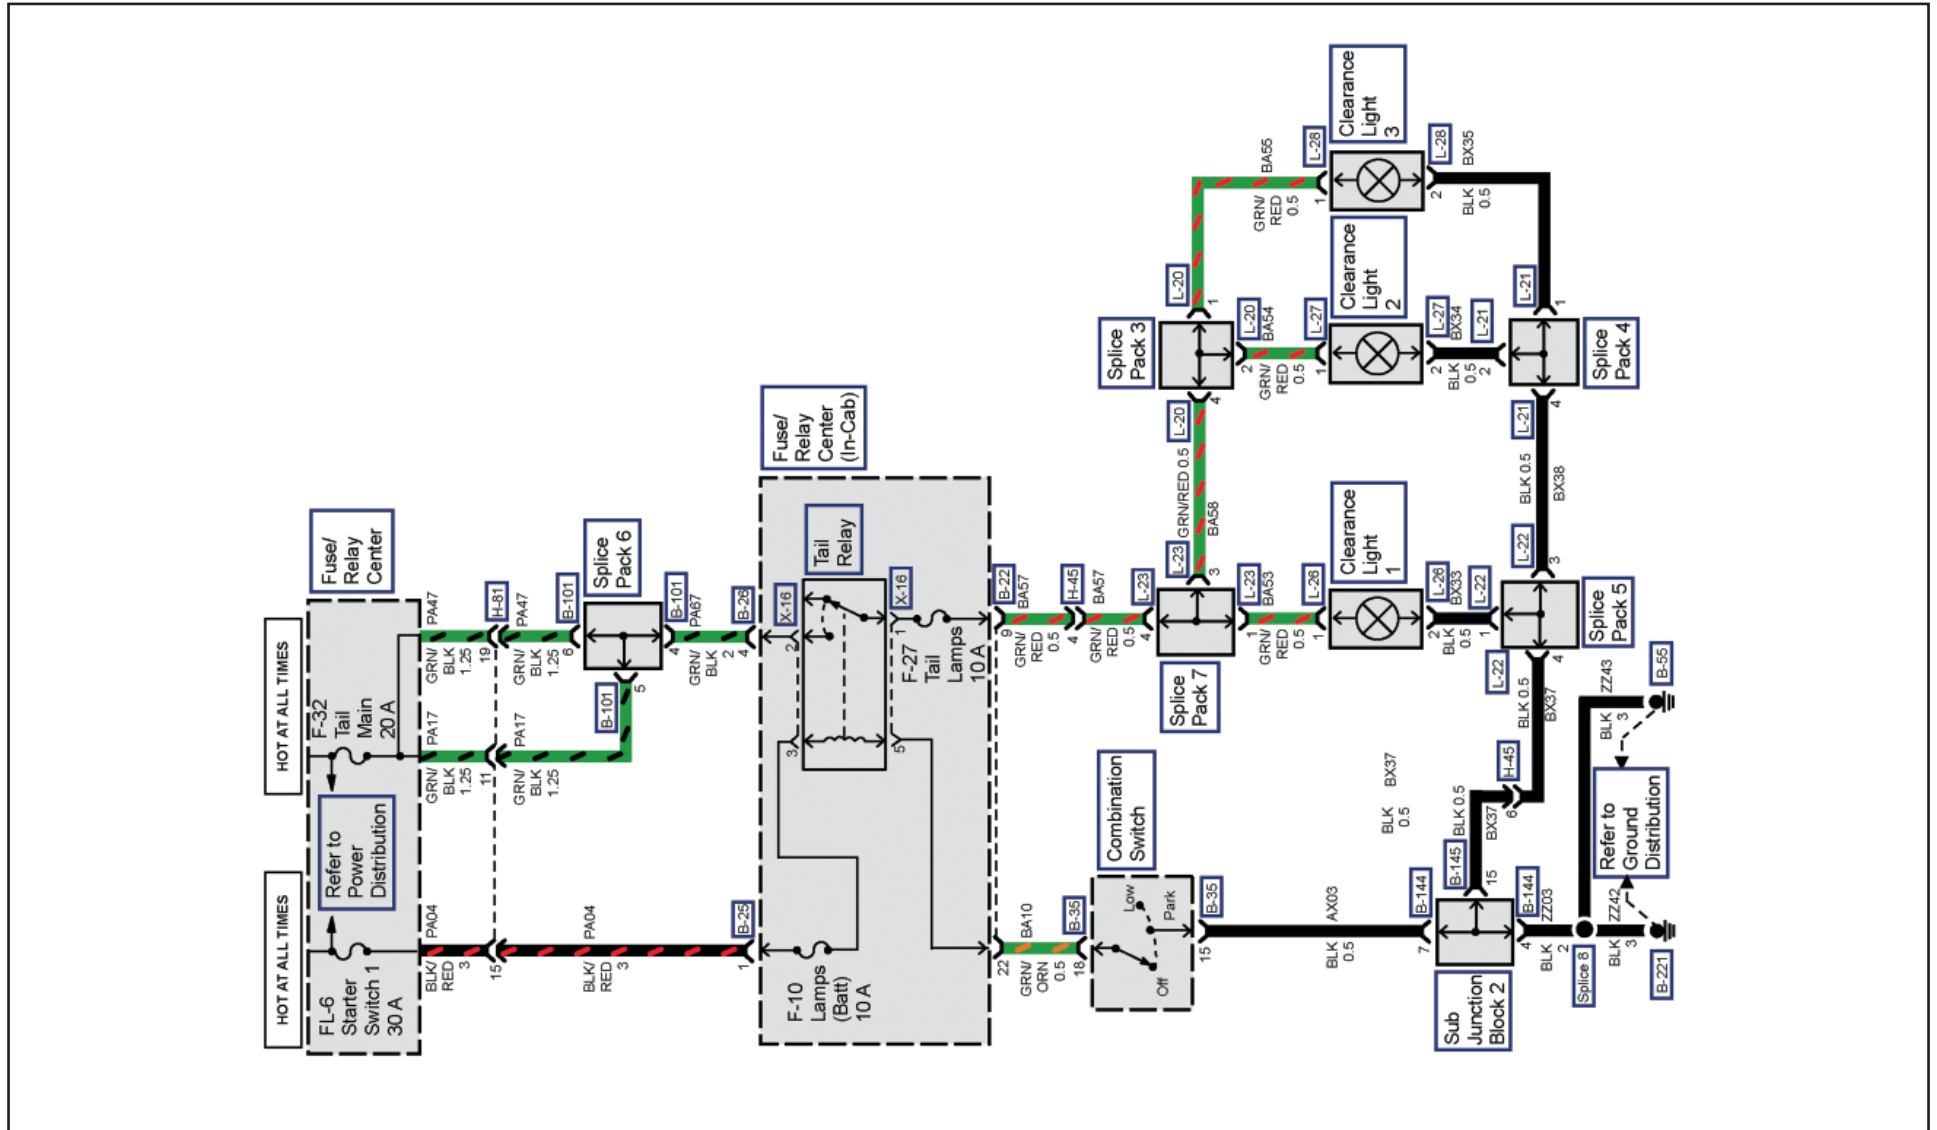 HOT AT ALL TIMES
HOT AT ALL TIMES
Fuse/
Relay
Center
F-32
Tail
Main
20 A
Refer to
Power
Distribution
FL-6
Starter
Switch 1
30 A
PA47
GRN/
BLK
1.25
19
H-81
PA47
GRN/
BLK
1.25
6
B-101
PA17
GRN/
BLK
1.25
11
PA17
GRN/
BLK
1.25
B-101
5
Splice
Pack 6
B-101
4
PA67
GRN/
BLK
2
B-26
4
PA04
BLK/
RED
3
15
PA04
BLK/
RED
3
B-25
1
Fuse/
Relay
Center
(In-Cab)
Tail
Relay
X-16
2
3
X-16
1
5
F-27
Tail
Lamps
10 A
F-10
Lamps
(Batt)
10 A
B-22
9
BA57
GRN/
RED
0.5
H-45
4
BA57
GRN/
RED
0.5
L-23
4
Splice
Pack 7
L-23
3
GRN/RED 0.5
BA58
L-20
4
Splice
Pack 3
L-20
1
BA55
GRN/
RED
0.5
L-28
1
Clearance
Light
3
L-28
2
BX35
BLK
0.5
L-20
2
BA54
GRN/
RED
0.5
L-27
1
Clearance
Light
2
L-27
2
BX34
BLK
0.5
L-21
2
L-21
1
Splice
Pack 4
L-21
4
BLK 0.5
BX38
L-22
3
L-23
1
BA53
GRN/
RED
0.5
L-26
1
Clearance
Light
1
L-26
2
BX33
BLK
0.5
L-22
1
Splice
Pack 5
L-22
4
BLK 0.5
BX37
H-45
6
BLK 0.5
BX37
B-145
15
BLK
0.5
BX37
22
BA10
GRN/
ORN
0.5
B-35
18
Combination
Switch
Low
Park
Off
B-35
15
AX03
BLK
0.5
B-144
7
Sub
Junction
Block 2
B-144
4
ZZ03
BLK
2
Splice 8
ZZ43
BLK
3
B-55
ZZ42
BLK
3
B-221
Refer to
Ground
Distribution